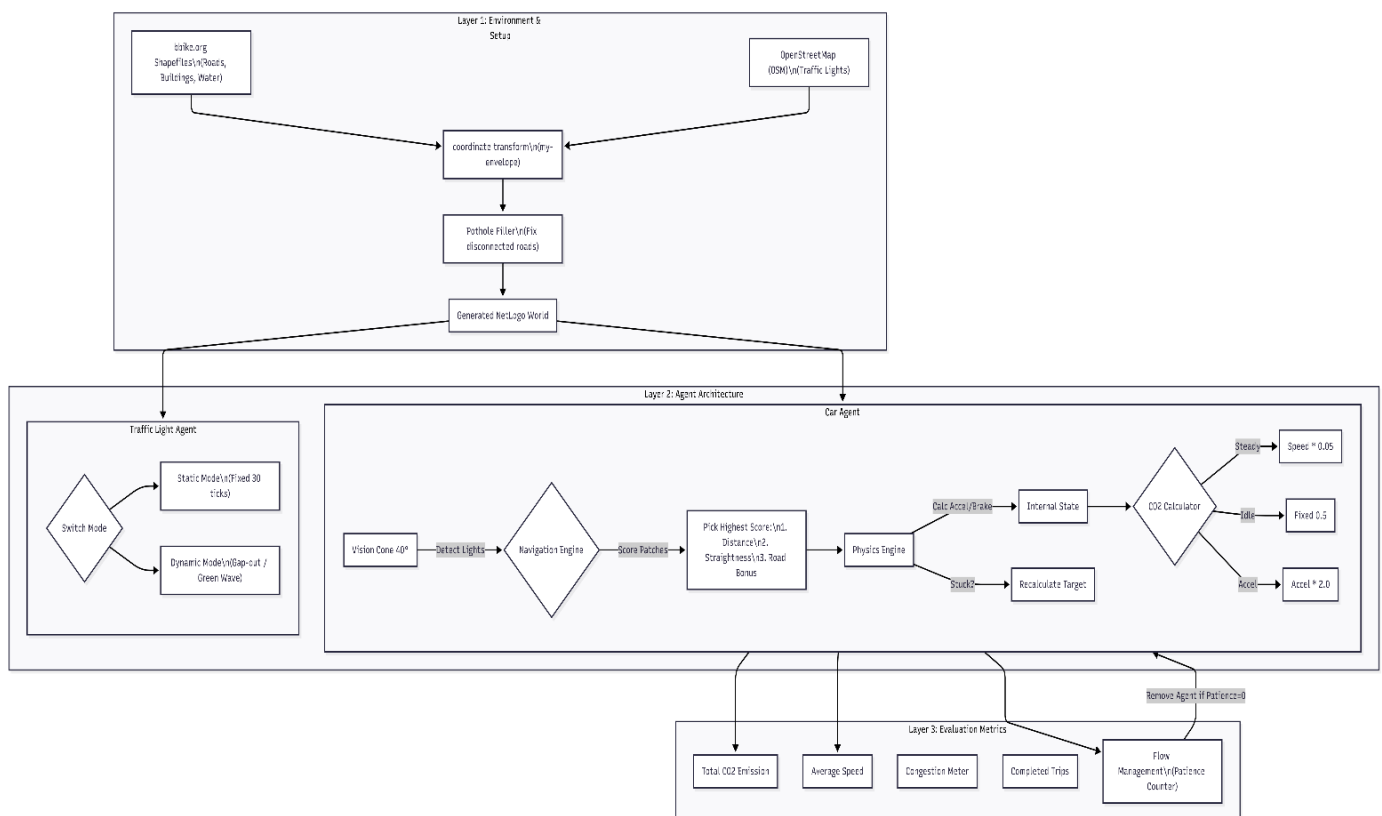 Layer 1: Environment &
Setup
bbike.org
Shapefiles\n(Roads,
Buildings, Water)
OpenStreetMap
(OSM)\n(Traffic Lights)
coordinate transform\n(my-
envelope)
Pothole Filler\n(Fix
disconnected roads)
Generated NetLogo World
Layer 2: Agent Architecture
Traffic Light Agent
Switch Mode
Static Mode\n(Fixed 30
ticks)
Dynamic Mode\n(Gap-out /
Green Wave)
Car Agent
Vision Cone 40°
Detect Lights
Navigation Engine
Score Patches
Pick Highest Score:\n1.
Distance\n2.
Straightness\n3. Road
Bonus
Physics Engine
Calc Accel/Brake
Internal State
Stuck?
Recalculate Target
CO2 Calculator
Steady
Speed * 0.05
Idle
Fixed 0.5
Accel
Accel * 2.0
Remove Agent if Patience=0
Layer 3: Evaluation Metrics
Total CO2 Emission
Average Speed
Congestion Meter
Completed Trips
Flow
Management\n(Patience
Counter)